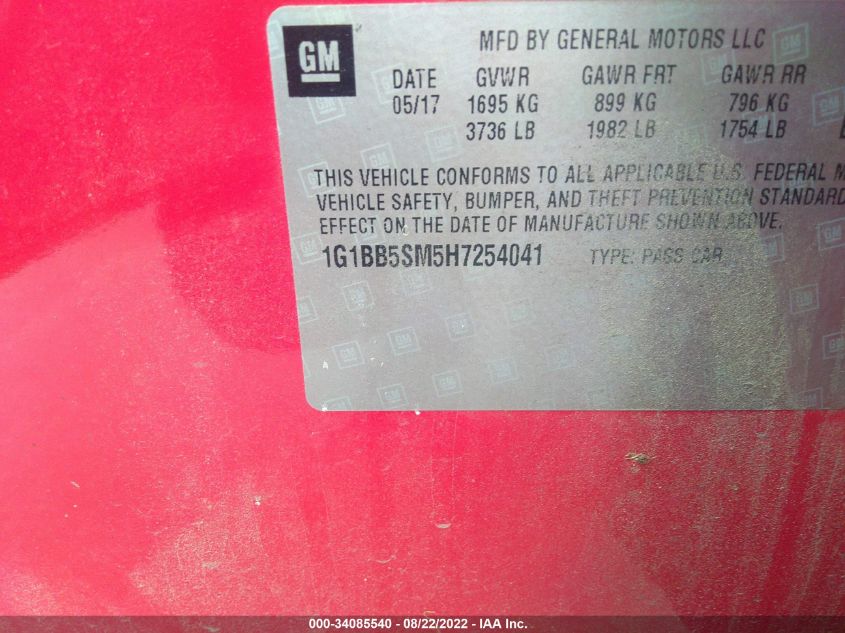 GM MFD BY GENERAL MOTORS LLC
DATE GVWR GAWR FRT GAWR RR
05/17 1695 KG 899 KG 796 KG
3736 LB 1982 LB 1754 LB
THIS VEHICLE CONFORMS TO ALL APPLICABLE U.S. FEDERAL M
VEHICLE SAFETY, BUMPER, AND THEFT PREVENTION STANDARD
EFFECT ON THE DATE OF MANUFACTURE SHOWN ABOVE.
1G1BB5SM5H7254041 TYPE: PASS CAR
000-34085540 - 08/22/2022 - IAA Inc.